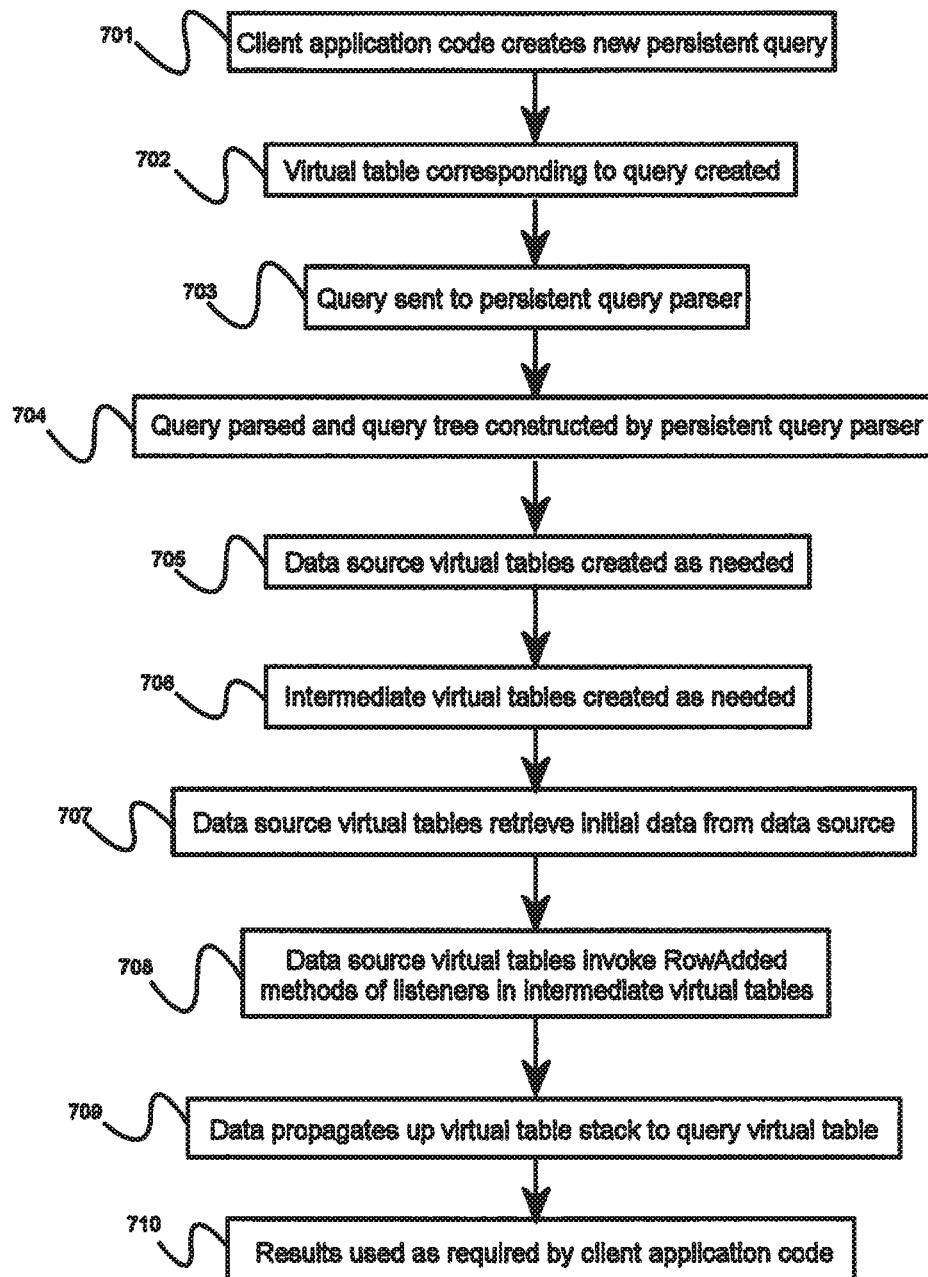 701
Client application code creates new persistent query
702
Virtual table corresponding to query created
703
Query sent to persistent query parser
704
Query parsed and query tree constructed by persistent query parser
705
Data source virtual tables created as needed
706
Intermediate virtual tables created as needed
707
Data source virtual tables retrieve initial data from data source
708
Data source virtual tables invoke RowAdded
methods of listeners in intermediate virtual tables
709
Data propagates up virtual table stack to query virtual table
710
Results used as required by client application code